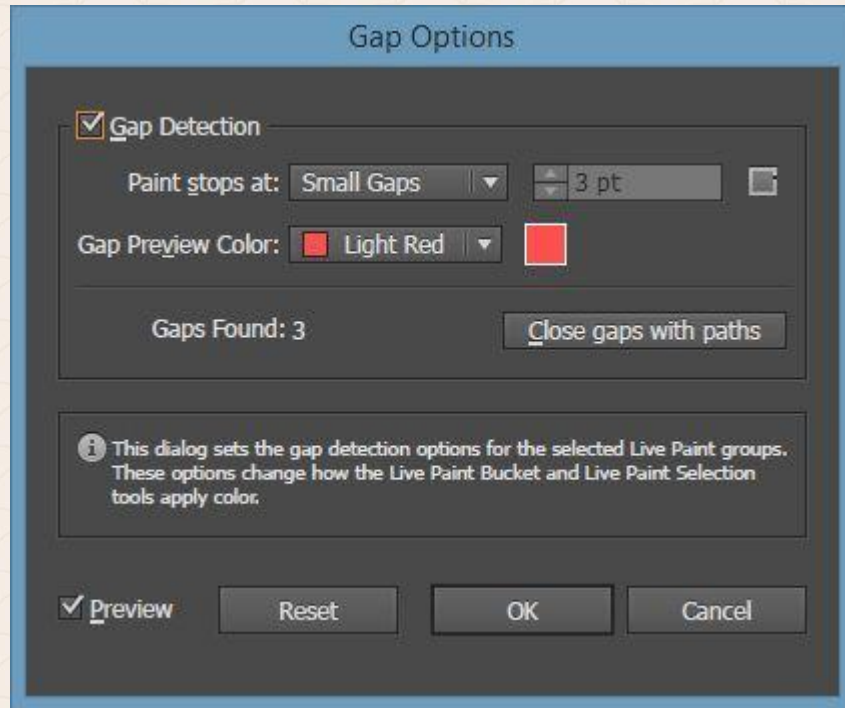 Gap Options
Gap Detection
Paint stops at: Small Gaps 3 pt
Gap Preview Color: Light Red
Gaps Found: 3 Close gaps with paths
This dialog sets the gap detection options for the selected Live Paint groups.
These options change how the Live Paint Bucket and Live Paint Selection
tools apply color.
Preview Reset OK Cancel